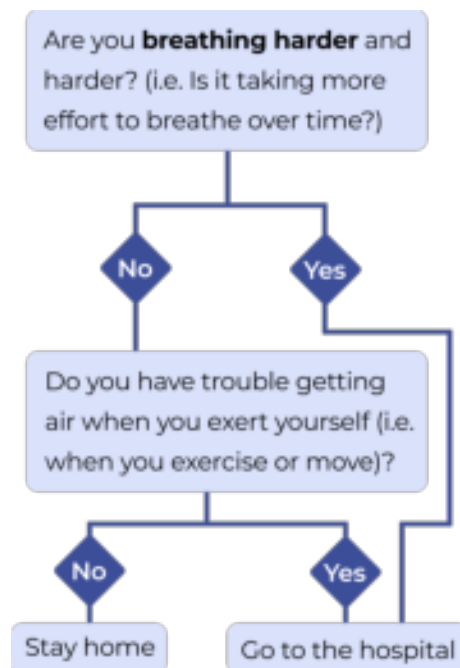 Are you breathing harder and
harder? (i.e. Is it taking more
effort to breathe over time?)
No
Yes
Do you have trouble getting
air when you exert yourself (i.e.
when you exercise or move)?
No
Yes
Stay home
Go to the hospital